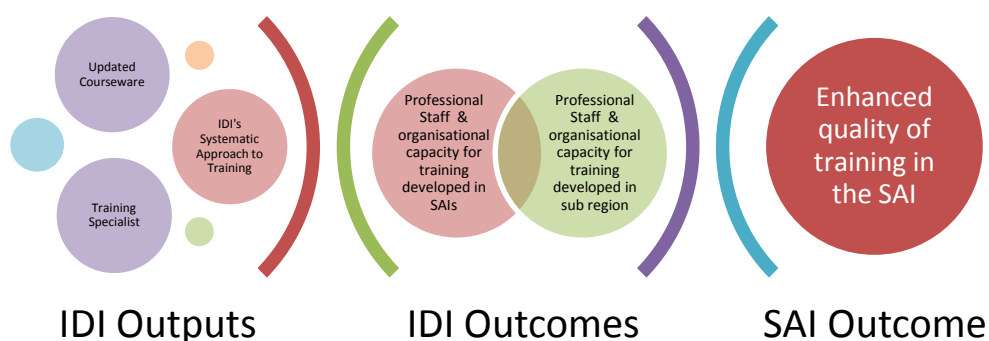 Updated
Courseware
IDI's
Systematic
Approach to
Training
Training
Specialist
IDI Outputs
Professional
Staff &
organisational
capacity for
training
developed in
SAIs
Professional
Staff &
organisational
capacity for
training
developed in
sub region
IDI Outcomes
Enhanced
quality of
training in
the SAI
SAI Outcome